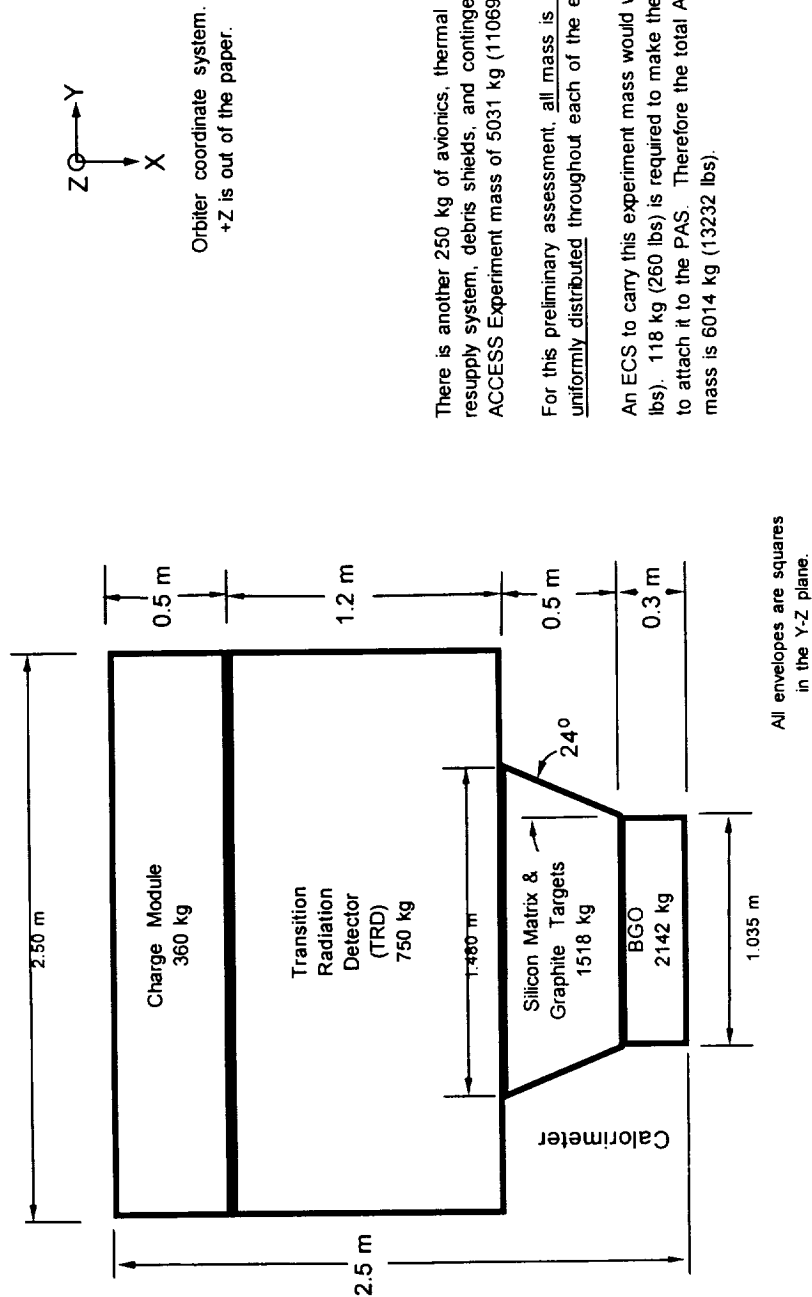 Z
Y
X
Orbiter coordinate system.
+Z is out of the paper.
2.50 m
Charge Module
360 kg
0.5 m
Transition
Radiation
Detector
(TRD)
750 kg
1.2 m
2.5 m
1.480 m
Silicon Matrix &
Graphite Targets
1518 kg
24°
0.5 m
BGO
2142 kg
0.3 m
1.035 m
Calorimeter
All envelopes are squares
in the Y-Z plane.
There is another 250 kg of avionics, thermal
resupply system, debris shields, and continge
ACCESS Experiment mass of 5031 kg (11069
For this preliminary assessment, all mass is
uniformly distributed throughout each of the e
An ECS to carry this experiment mass would
lbs). 118 kg (260 lbs) is required to make the
to attach it to the PAS. Therefore the total A
mass is 6014 kg (13232 lbs).